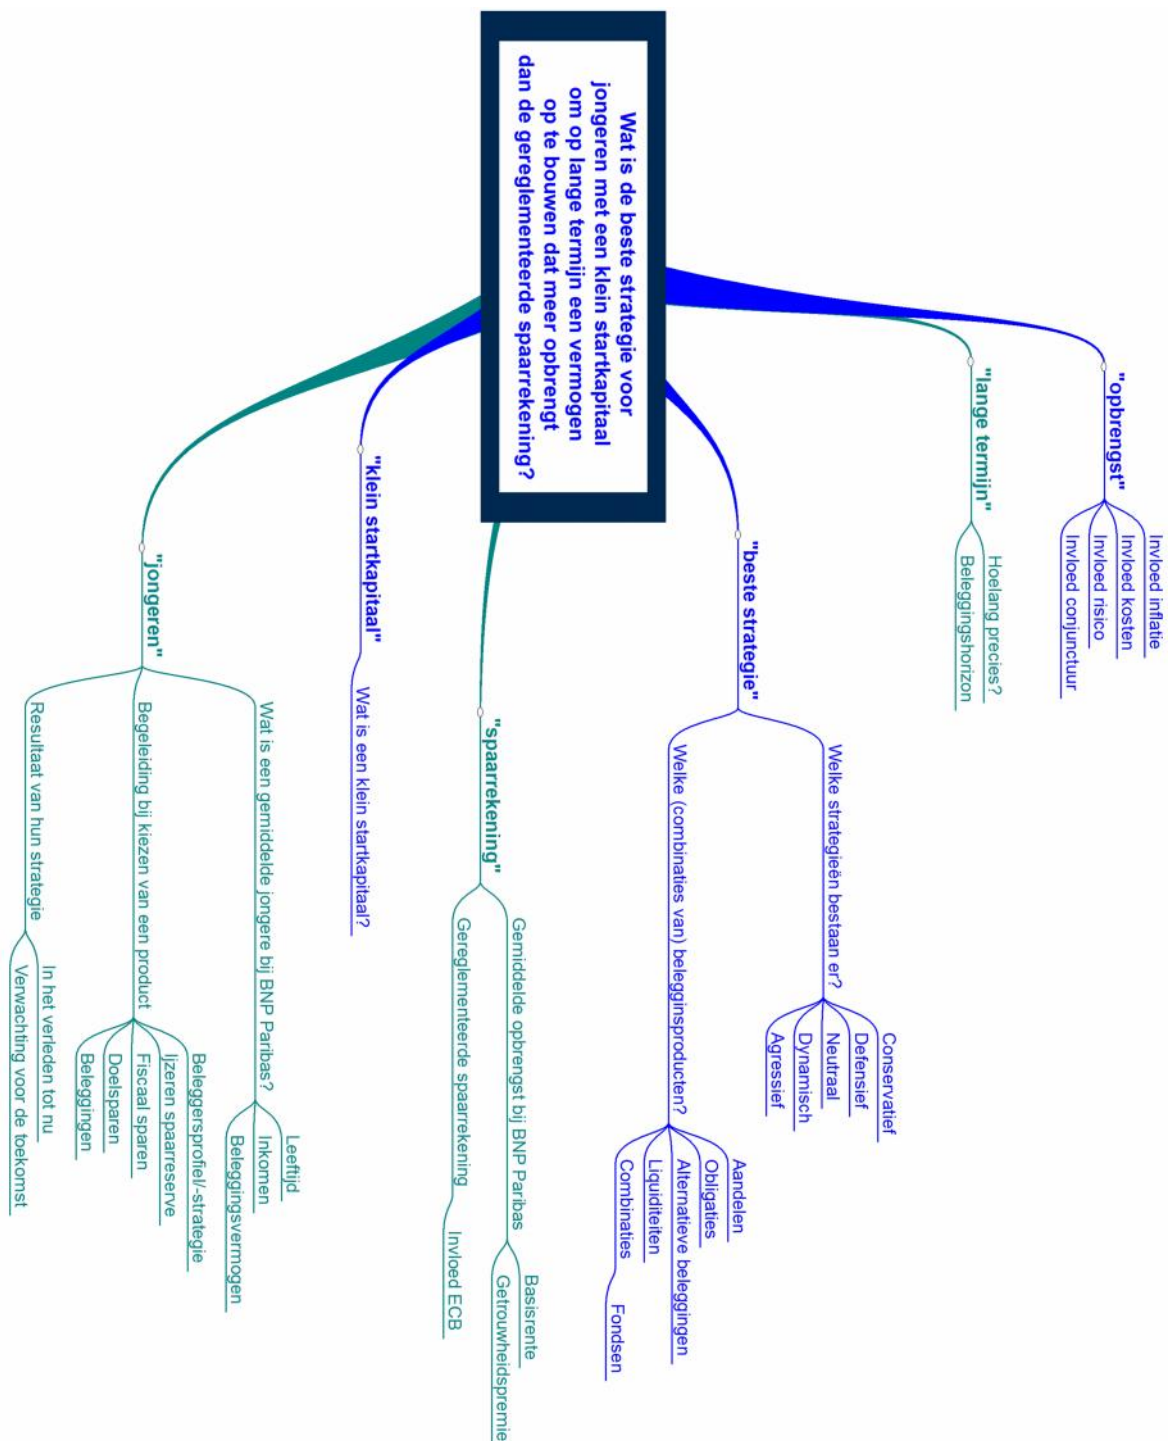 Wat is de beste strategie voor
jongeren met een klein startkapitaal
om op lange termijn een vermogen
op te bouwen dat meer opbrengt
dan de gereglementeerde spaarrekening?
"opbrengst"
Invloed inflatie
Invloed kosten
Invloed risico
Invloed conjunctuur
"lange termijn"
Hoelang precies?
Beleggingshorizon
"beste strategie"
Welke strategieën bestaan er?
Conservatief
Defensief
Neutraal
Dynamisch
Agressief
Welke (combinaties van) belegginsproducten?
Aandelen
Obligaties
Alternatieve beleggingen
Liquiditeiten
Combinaties
Fondsen
"spaarrekening"
Gemiddelde opbrengst bij BNP Paribas
Basisrente
Getrouwheidspremie
Gereglementeerde spaarrekening
Invloed ECB
"klein startkapitaal"
Wat is een klein startkapitaal?
"jongeren"
Wat is een gemiddelde jongere bij BNP Paribas?
Leeftijd
Inkomen
Beleggingsvermogen
Begeleiding bij kiezen van een product
Beleggersprofiel/-strategie
Ijzeren spaarreserve
Fiscaal sparen
Doelsparen
Beleggingen
Resultaat van hun strategie
In het verleden tot nu
Verwachting voor de toekomst